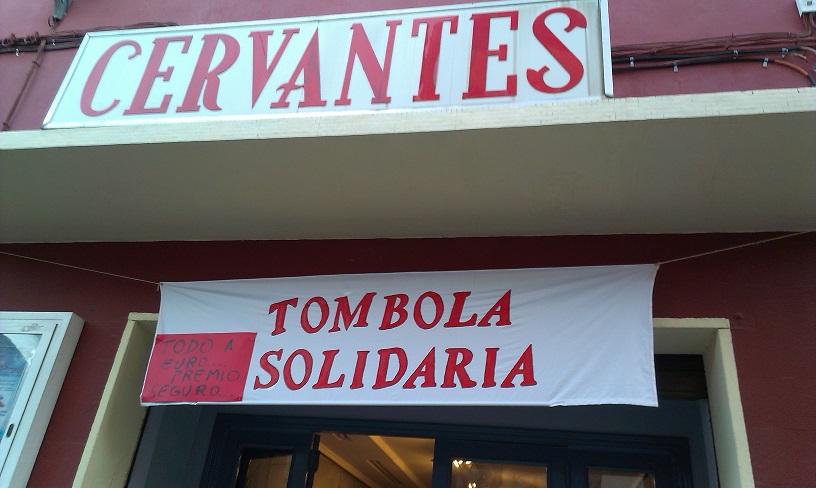 CERVANTES
TOMBOLA
SOLIDARIA
TODO A
EURO...
PREMIO
SEGURO...